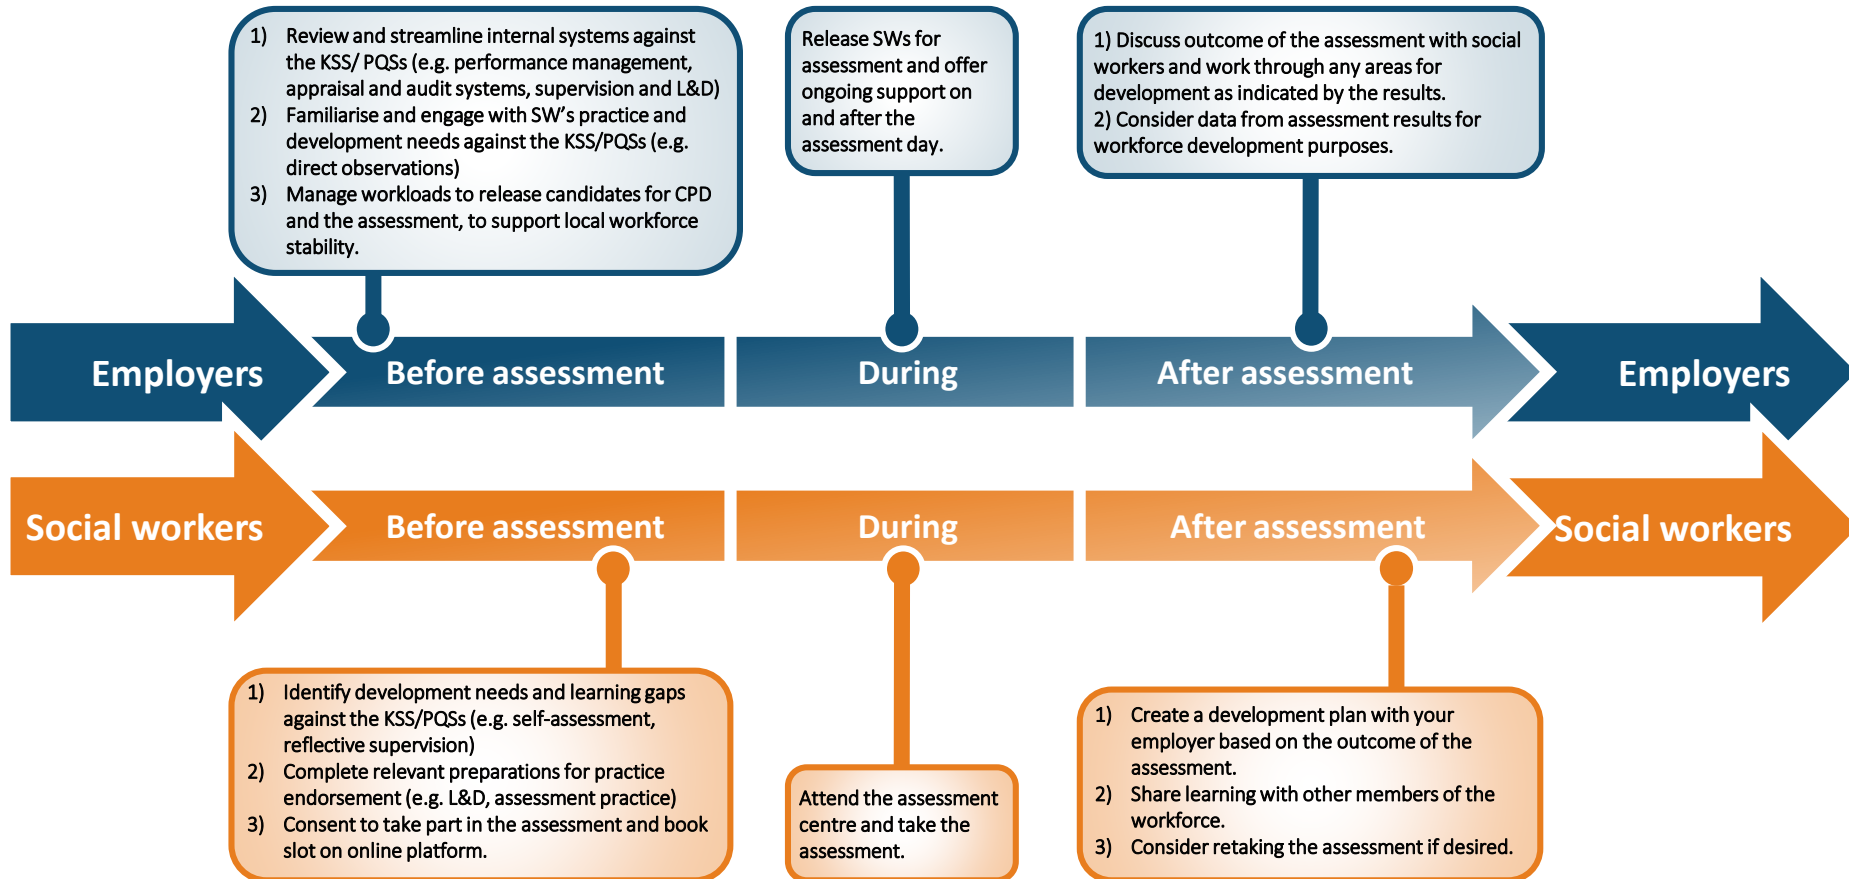 1) Review and streamline internal systems against
the KSS/ PQSs (e.g. performance management,
appraisal and audit systems, supervision and L&D)
2) Familiarise and engage with SW's practice and
development needs against the KSS/PQSs (e.g.
direct observations)
3) Manage workloads to release candidates for CPD
and the assessment, to support local workforce
stability.
Release SWs for
assessment and offer
ongoing support on
and after the
assessment day.
1) Discuss outcome of the assessment with social
workers and work through any areas for
development as indicated by the results.
2) Consider data from assessment results for
workforce development purposes.
Employers
Before assessment
During
After assessment
Employers
Social workers
Before assessment
During
After assessment
Social workers
1) Identify development needs and learning gaps
against the KSS/PQSs (e.g. self-assessment,
reflective supervision)
2) Complete relevant preparations for practice
endorsement (e.g. L&D, assessment practice)
3) Consent to take part in the assessment and book
slot on online platform.
Attend the assessment
centre and take the
assessment.
1) Create a development plan with your
employer based on the outcome of the
assessment.
2) Share learning with other members of the
workforce.
3) Consider retaking the assessment if desired.